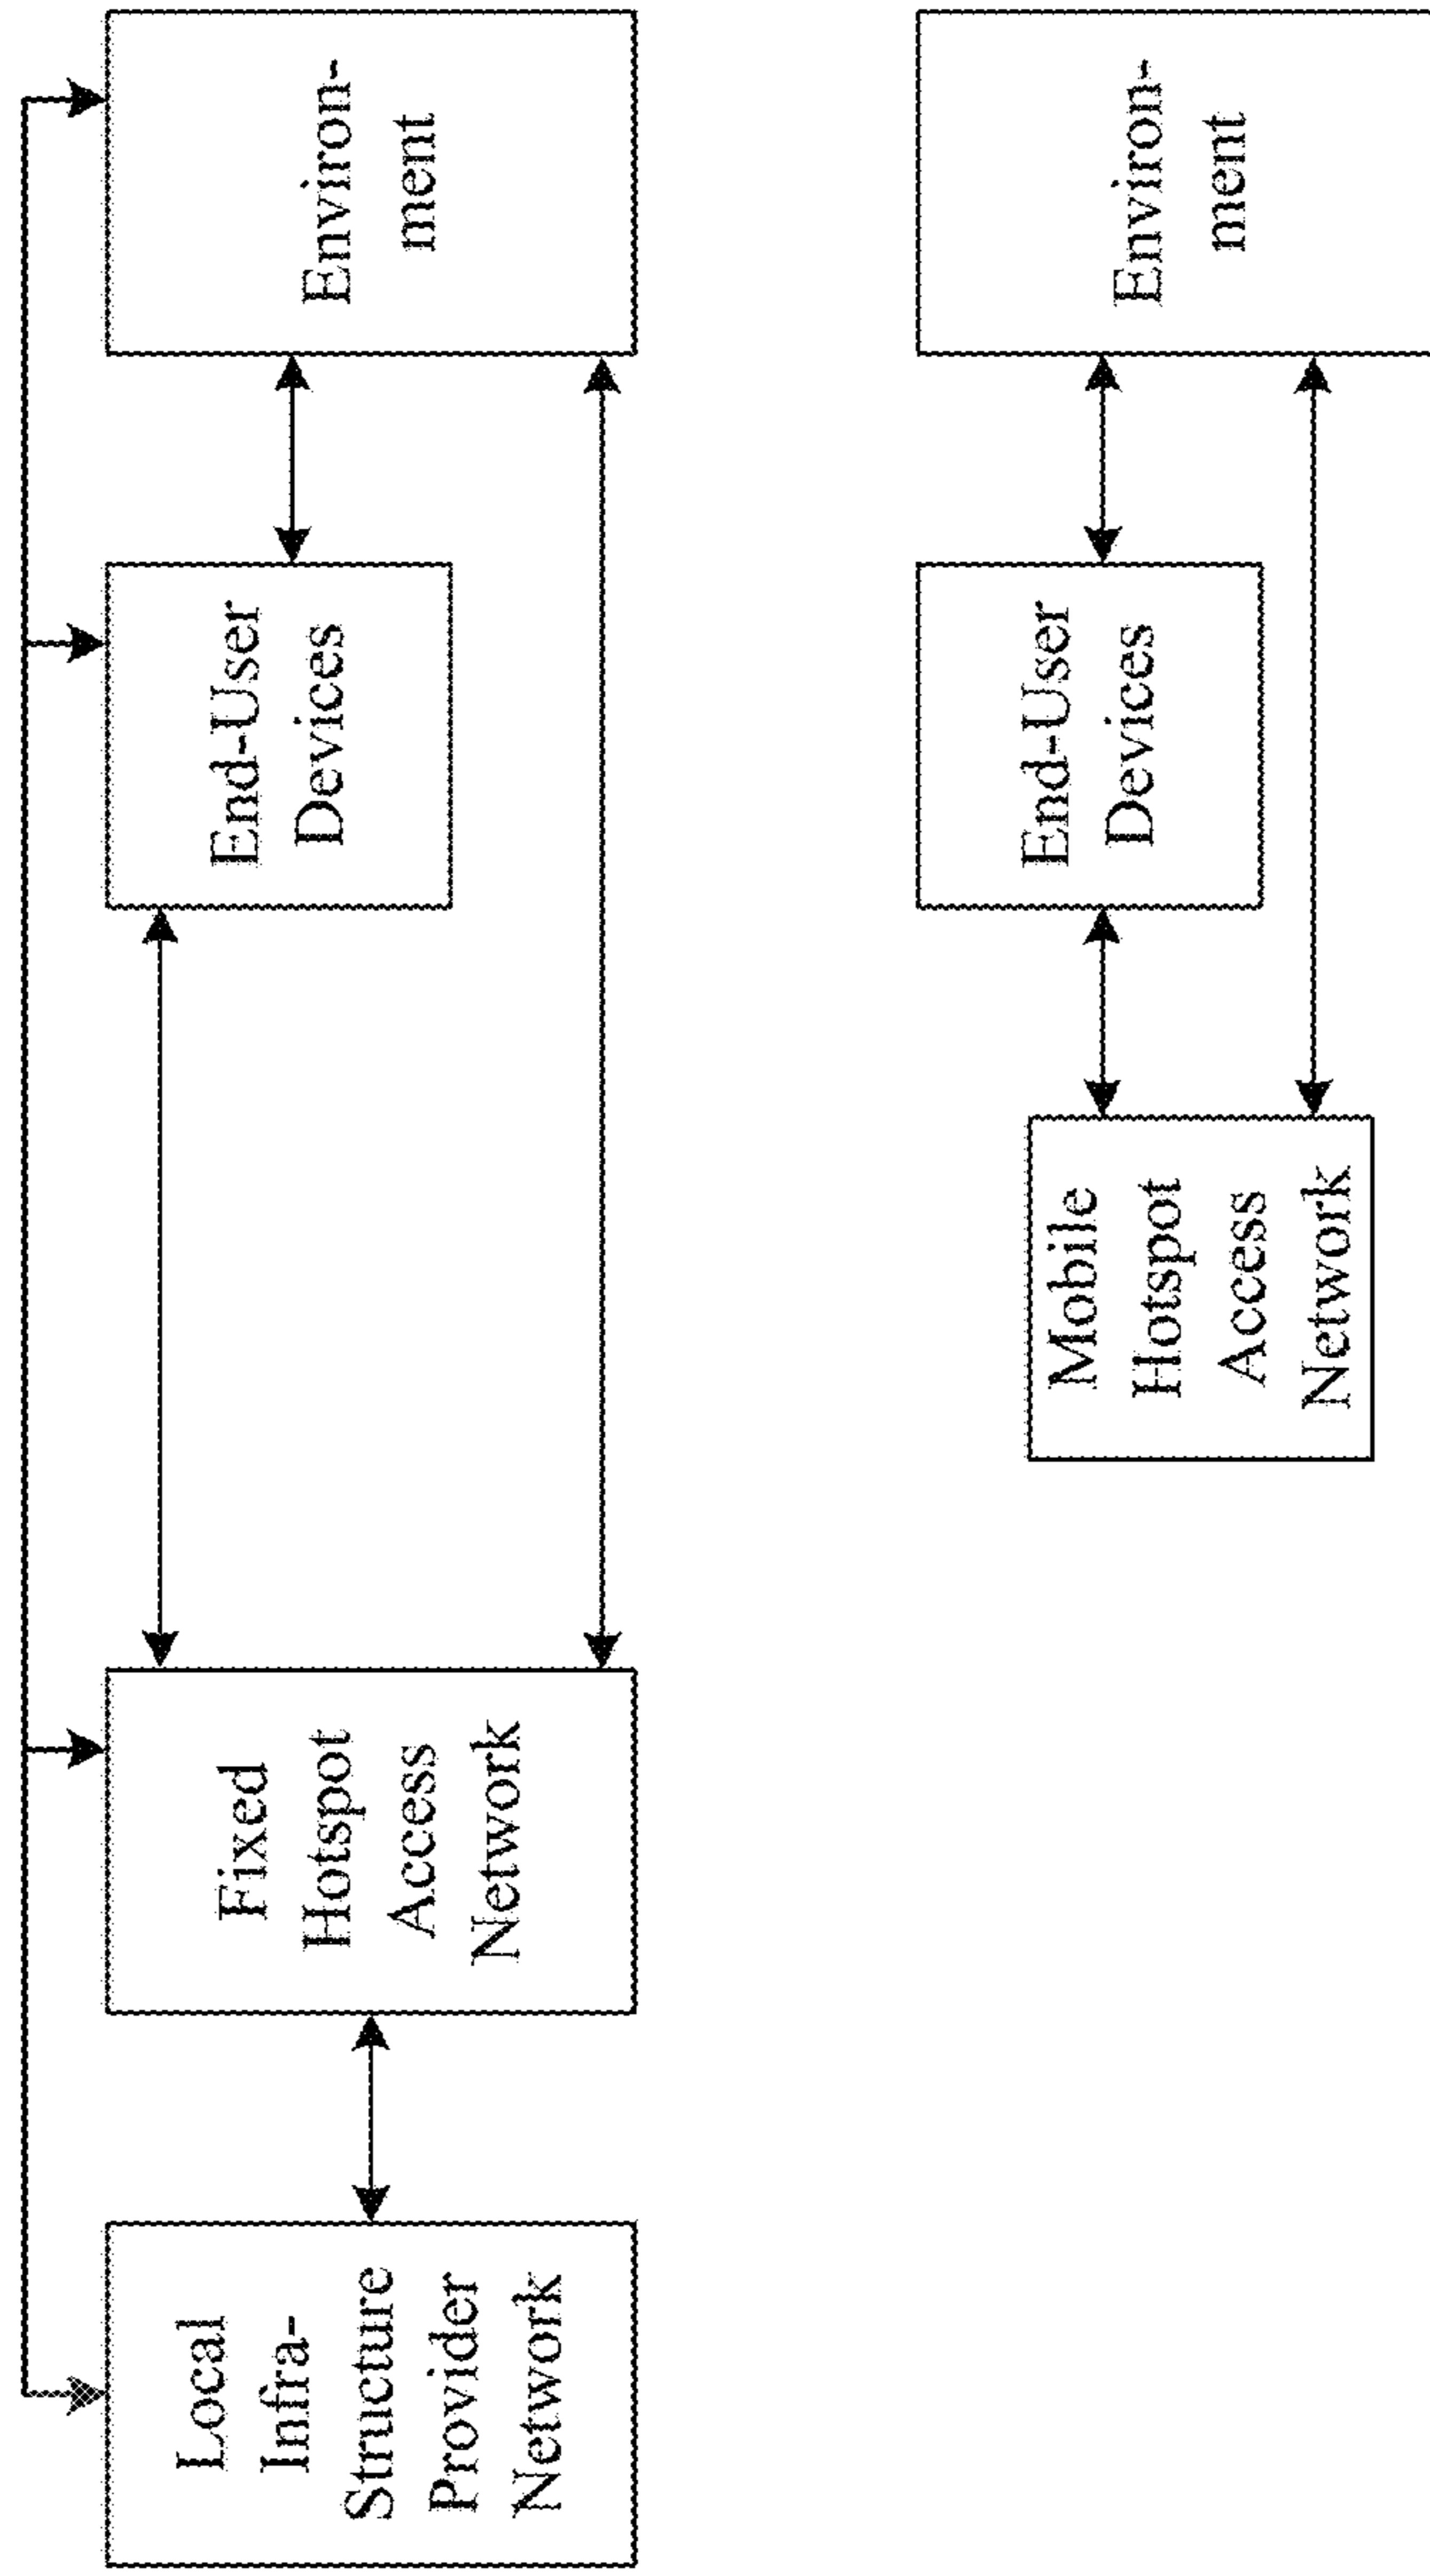 Local
Infra-
Structure
Provider
Network
Fixed
Hotspot
Access
Network
End-User
Devices
Environ-
ment
Mobile
Hotspot
Access
Network
End-User
Devices
Environ-
ment